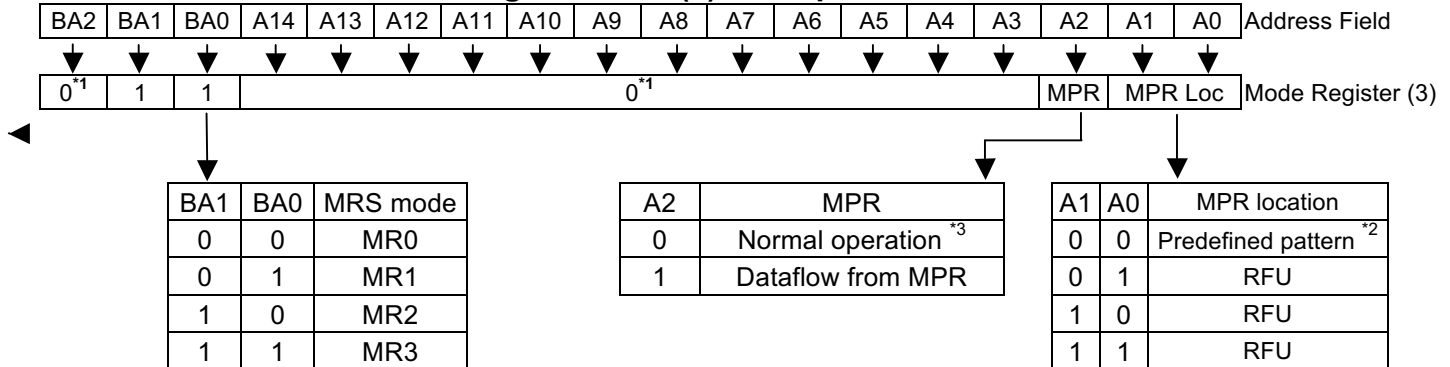 BA2 BA1 BA0 A14 A13 A12 A11 A10 A9 A8 A7 A6 A5 A4 A3 A2 A1 A0 Address Field
0*1 1 1 0*1 MPR MPR Loc Mode Register (3)
BA1 BA0 MRS mode
0 0 MR0
0 1 MR1
1 0 MR2
1 1 MR3
A2 MPR
0 Normal operation *3
1 Dataflow from MPR
A1 A0 MPR location
0 0 Predefined pattern *2
0 1 RFU
1 0 RFU
1 1 RFU